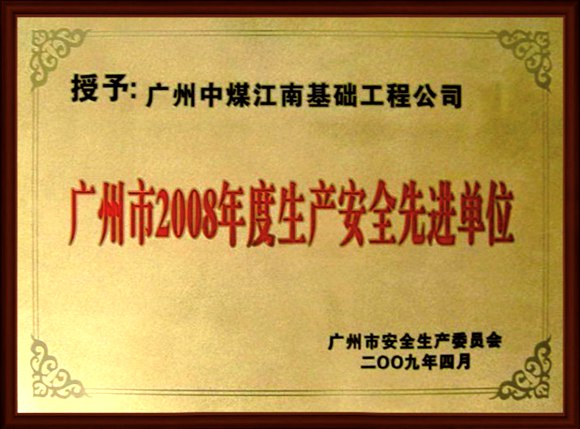 授予: 广州中煤江南基础工程公司
广州市2008年度生产安全先进单位
广州市安全生产委员会
二〇〇九年四月